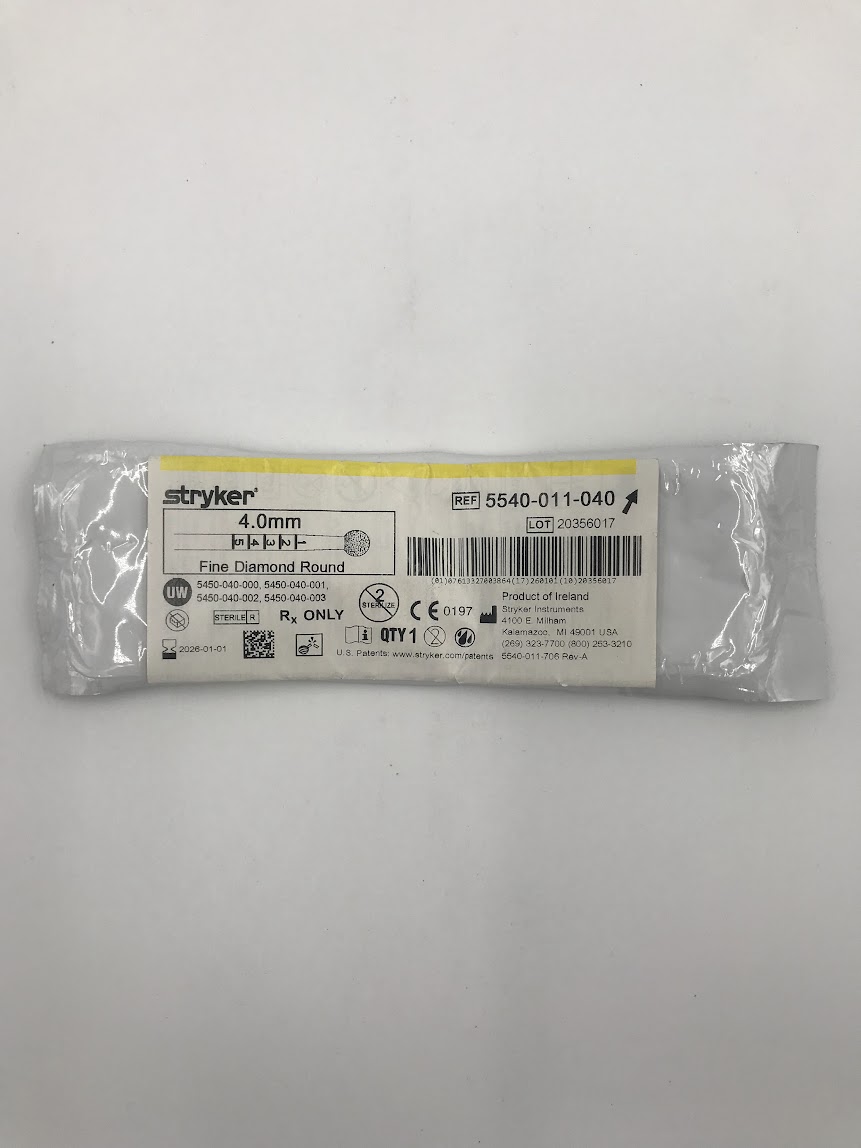 stryker®
REF 5540-011-040
LOT 20356017
4.0mm
5 4 3 2 1
Fine Diamond Round
(01)07613327003864(17)260101(10)20356017
UW 5450-040-000, 5450-040-001,
5450-040-002, 5450-040-003
STERILE R
Rx ONLY
2
STERILIZE
CE 0197
Product of Ireland
Stryker Instruments
4100 E. Milham
Kalamazoo, MI 49001 USA
(269) 323-7700 (800) 253-3210
2026-01-01
i QTY 1 2
U.S. Patents: www.stryker.com/patents
5540-011-706 Rev-A